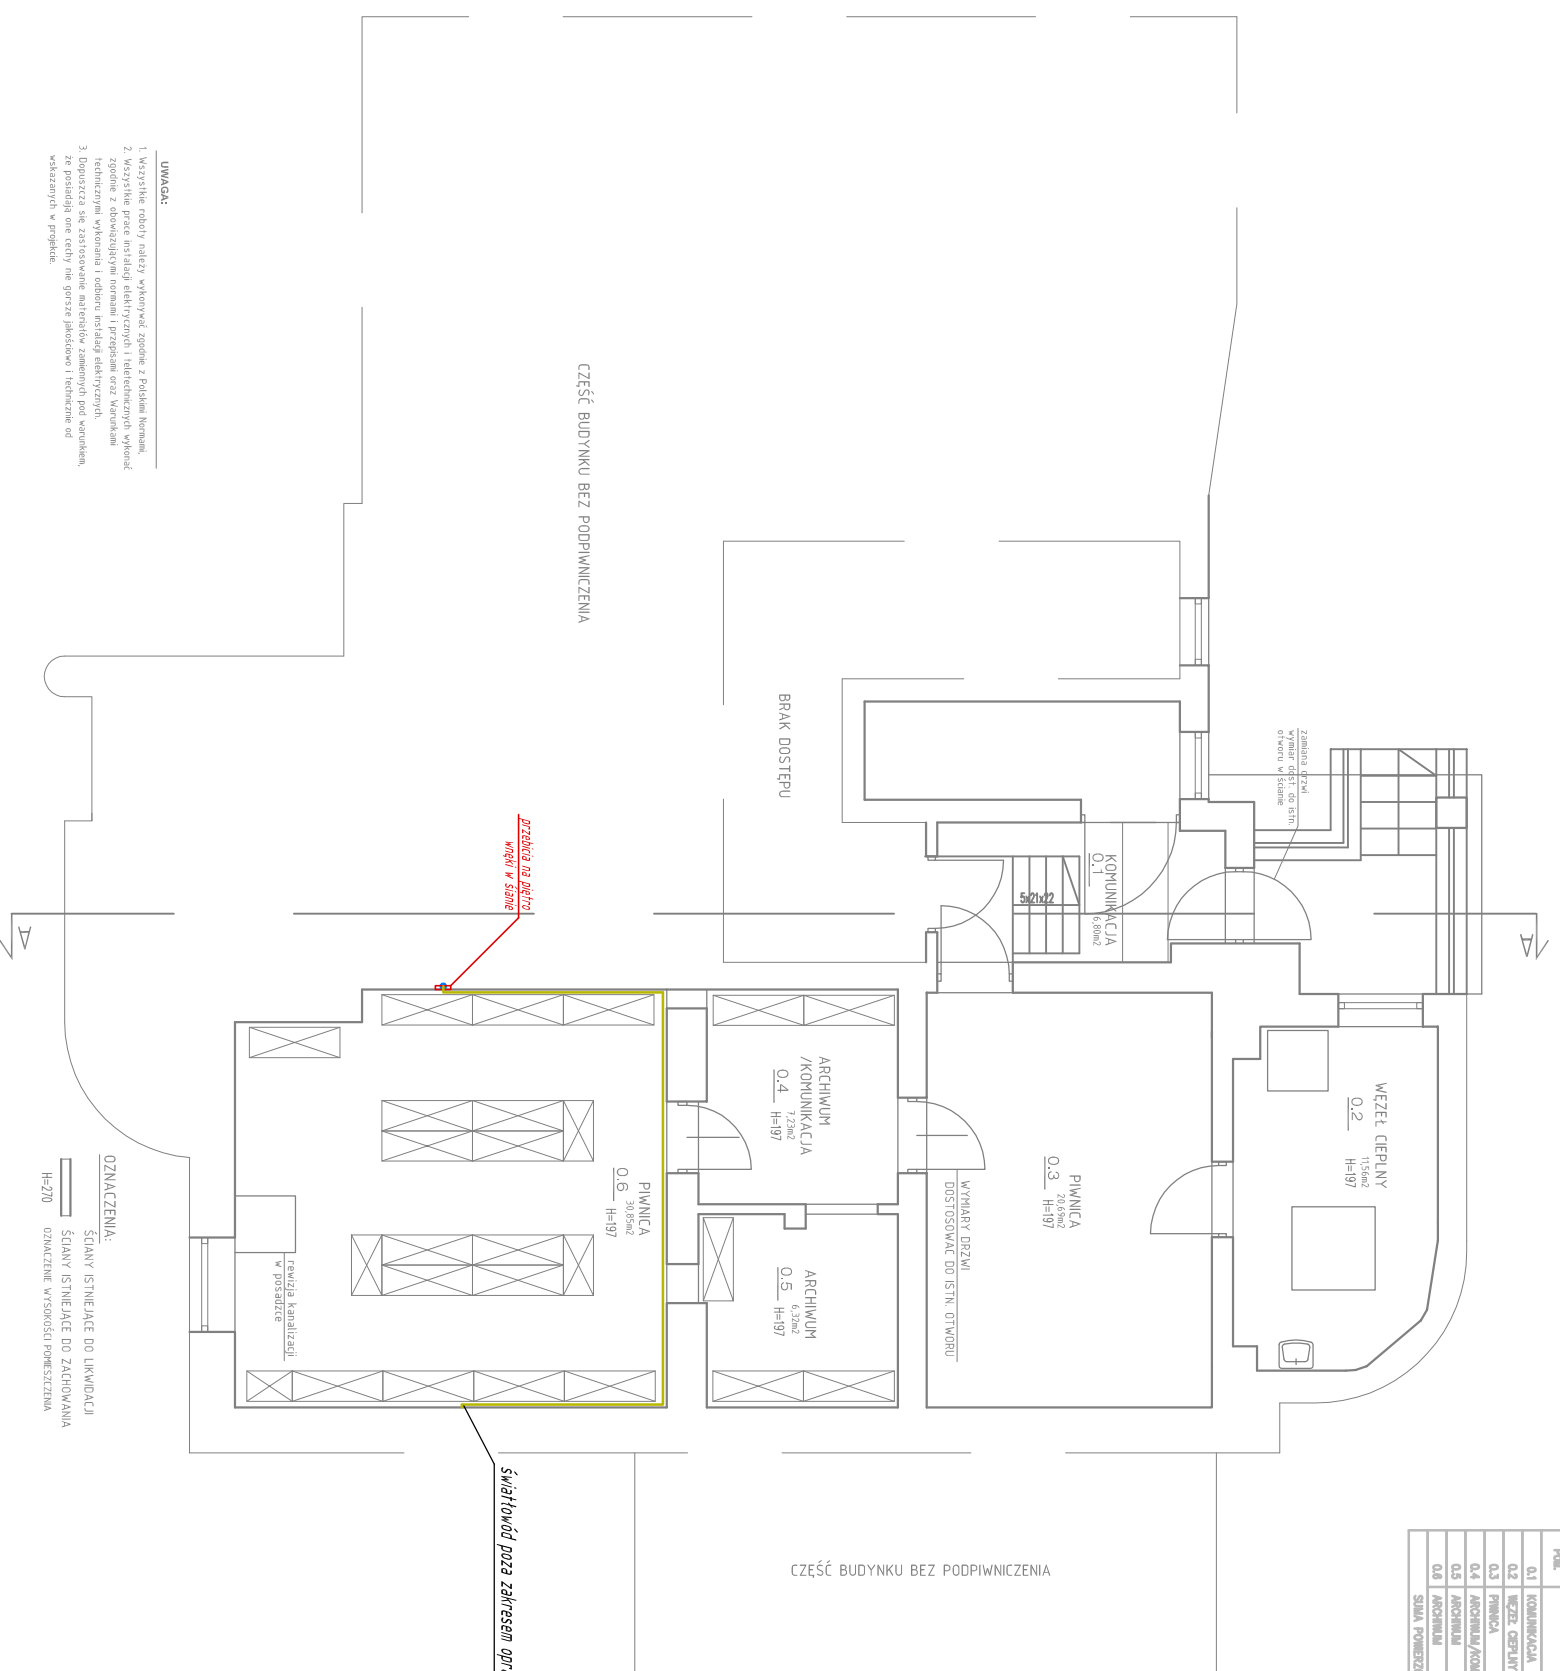 UWAGA:
1. Wszystkie roboty należy wykonywać zgodnie z Polskimi Normami,
2. Wszystkie prace instalacji elektrycznych i teletechnicznych wykonać
zgodnie z obowiązującymi normami i przepisami oraz Warunkami
technicznymi wykonania i odbioru instalacji elektrycznych.
3. Dopuszcza się zastosowanie materiałów zamiennych pod warunkiem,
że posiadają one cechy nie gorsze jakościowo i technicznie od
wskazanych w projekcie.
CZĘŚĆ BUDYNKU BEZ PODPIWNICZENIA
BRAK DOSTĘPU
zamiana drzwi
wymiar dost. do istn.
otworu w ścianie
KOMUNIKACJA
0.1
6,80m2
5x21x22
A
A
przebicia na piętro
wnęki w ścianie
WĘZEŁ CIEPLNY
0.2
11,56m2
H=197
PIWNICA
0.3
20,69m2
H=197
WYMIARY DRZWI
DOSTOSOWAĆ DO ISTN. OTWORU
ARCHIWUM
/KOMUNIKACJA
0.4
7,23m2
H=197
ARCHIWUM
0.5
6,32m2
H=197
PIWNICA
0.6
30,85m2
H=197
rewizja kanalizacji
w posadzce
OZNACZENIA:
ŚCIANY ISTNIEJĄCE DO LIKWIDACJI
ŚCIANY ISTNIEJĄCE DO ZACHOWANIA
H=270 OZNACZENIE WYSOKOŚCI POMIESZCZENIA
światłowód poza zakresem
CZĘŚĆ BUDYNKU BEZ PODPIWNICZENIA
POM.
0.1 KOMUNIKACJA
0.2 WĘZEŁ CIEPLNY
0.3 PIWNICA
0.4 ARCHIWUM/KOM
0.5 ARCHIWUM
0.6 ARCHIWUM
SUMA